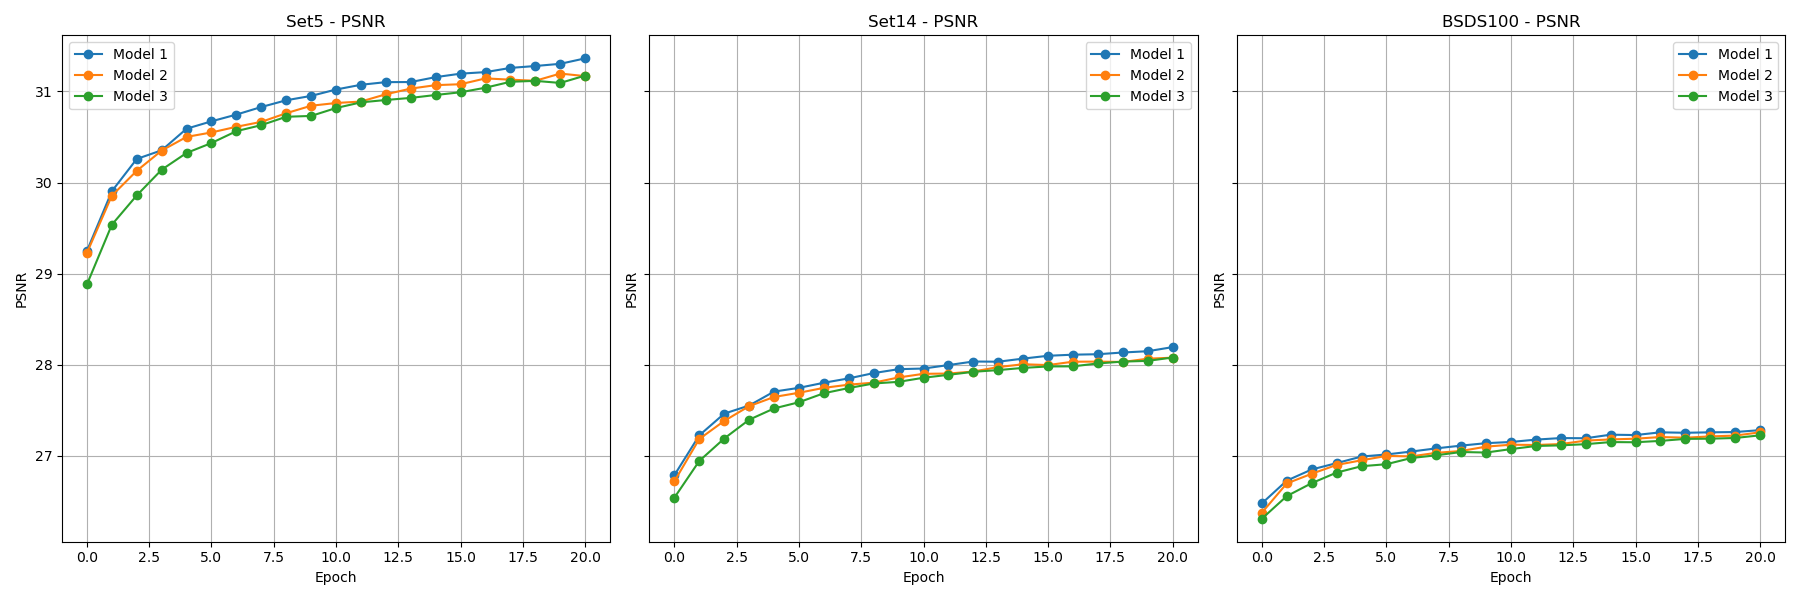 Set5 - PSNR
Model 1
Model 2
Model 3
PSNR
31
30
29
28
27
0.0 2.5 5.0 7.5 10.0 12.5 15.0 17.5 20.0
Epoch
Set14 - PSNR
Model 1
Model 2
Model 3
PSNR
0.0 2.5 5.0 7.5 10.0 12.5 15.0 17.5 20.0
Epoch
BSDS100 - PSNR
Model 1
Model 2
Model 3
PSNR
0.0 2.5 5.0 7.5 10.0 12.5 15.0 17.5 20.0
Epoch